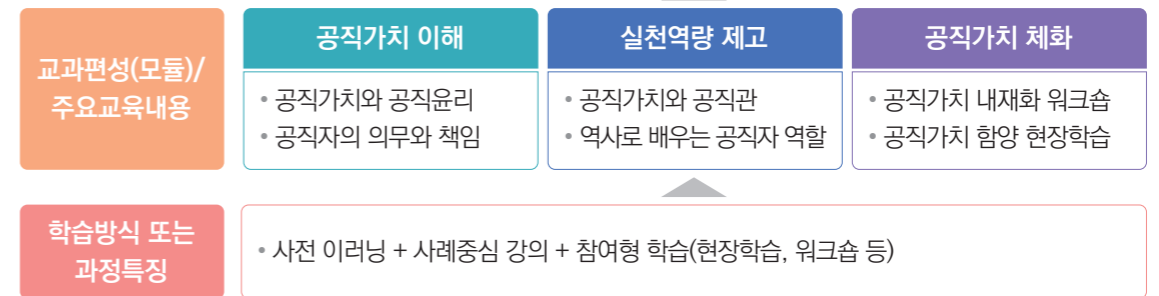 교과편성(모듈)/
주요교육내용
공직가치 이해
• 공직가치와 공직윤리
• 공직자의 의무와 책임
실천역량 제고
• 공직가치와 공직관
• 역사로 배우는 공직자 역할
공직가치 체화
• 공직가치 내재화 워크숍
• 공직가치 함양 현장학습
학습방식 또는
과정특징
• 사전 이러닝 + 사례중심 강의 + 참여형 학습(현장학습, 워크숍 등)